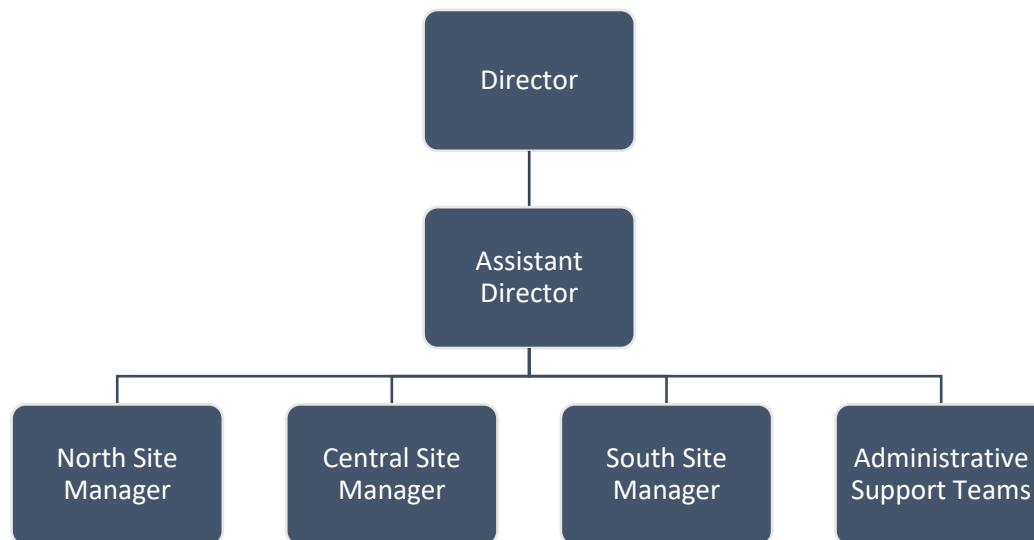 Director
Assistant
Director
North Site
Manager
Central Site
Manager
South Site
Manager
Administrative
Support Teams